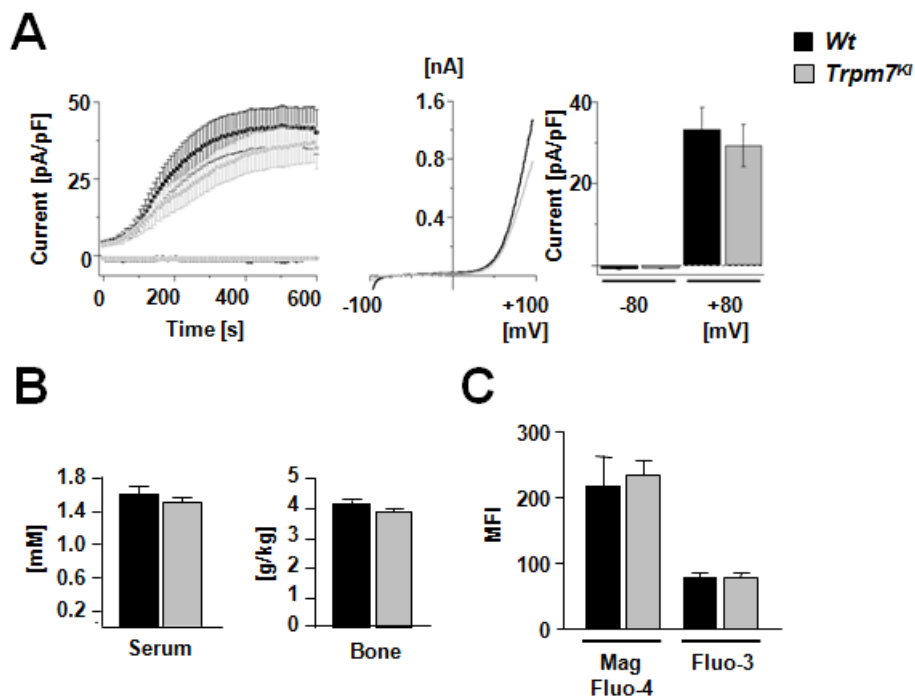 A
Wt
Trpm7KI
Current [pA/pF]
50
25
0
0
200
400
600
Time [s]
[nA]
1.6
0.8
0.4
-100
+100
[mV]
Current [pA/pF]
40
20
0
-80
+80
[mV]
B
[mM]
1.8
1.4
1.0
0.6
0.2
Serum
[g/kg]
5
4
3
2
1
0
Bone
C
MFI
300
200
100
0
Mag
Fluo-4
Fluo-3